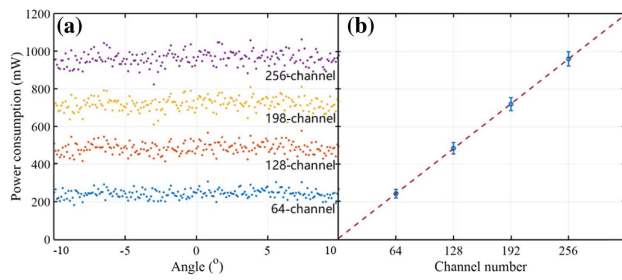 (a)
(b)
Power consumption (mW)
1200
1000
800
600
400
200
0
256-channel
198-channel
128-channel
64-channel
-10 -5 0 5 10
Angle (°)
64 128 192 256
Channel number